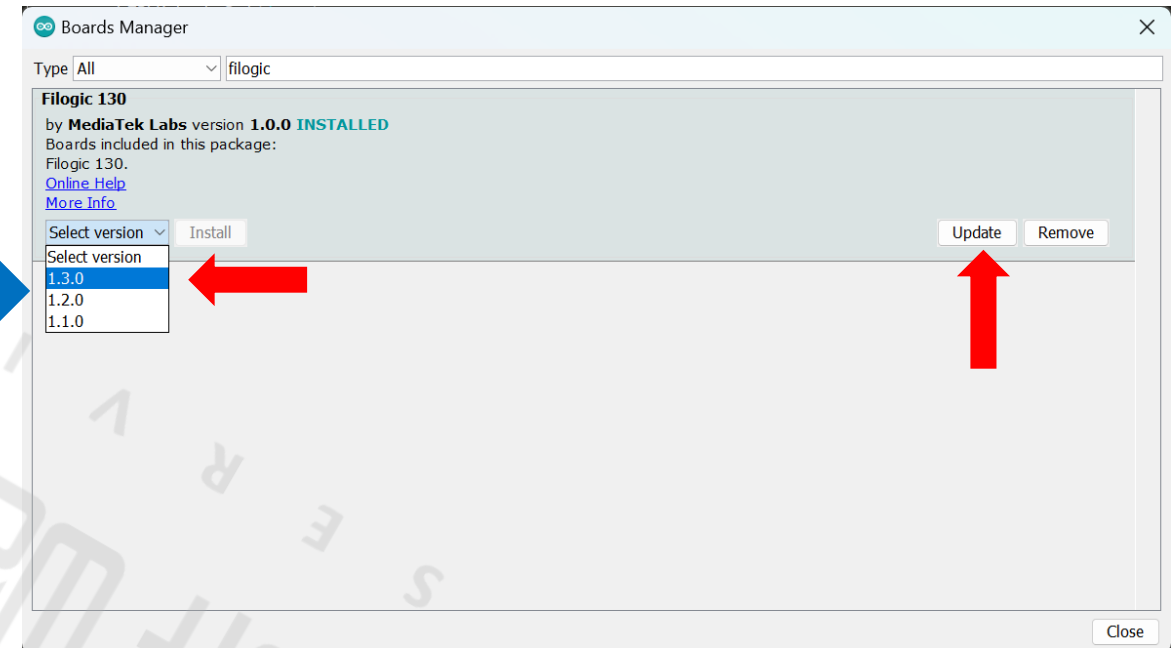 Boards Manager
Type All filogic
Filogic 130
by MediaTek Labs version 1.0.0 INSTALLED
Boards included in this package:
Filogic 130.
Online Help
More Info
Select version Install Update Remove
Select version
1.3.0
1.2.0
1.1.0
Close